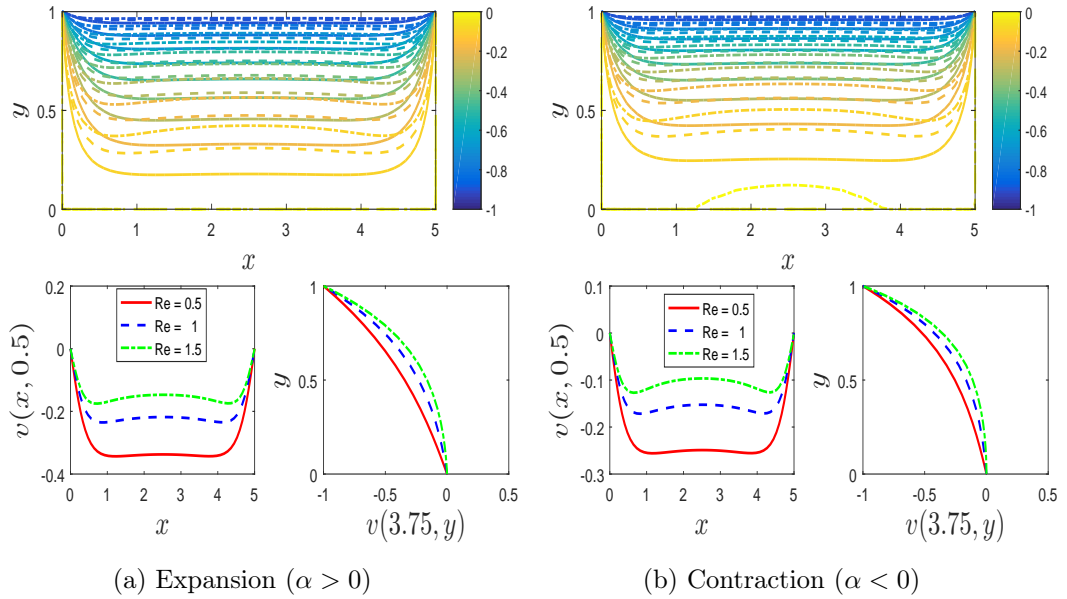 y
1
0.5
0
0 1 2 3 4 5
x
0
-0.2
-0.4
-0.6
-0.8
-1
y
1
0.5
0
0 1 2 3 4 5
x
0
-0.2
-0.4
-0.6
-0.8
-1
v(x, 0.5)
0.2
0
-0.2
-0.4
0 1 2 3 4 5
x
Re = 0.5
Re = 1
Re = 1.5
y
1
0.5
0
-1 -0.5 0 0.5
v(3.75, y)
v(x, 0.5)
0.1
0
-0.1
-0.2
-0.3
0 1 2 3 4 5
x
Re = 0.5
Re = 1
Re = 1.5
y
1
0.5
0
-1 -0.5 0 0.5
v(3.75, y)
(a) Expansion (α > 0)
(b) Contraction (α < 0)